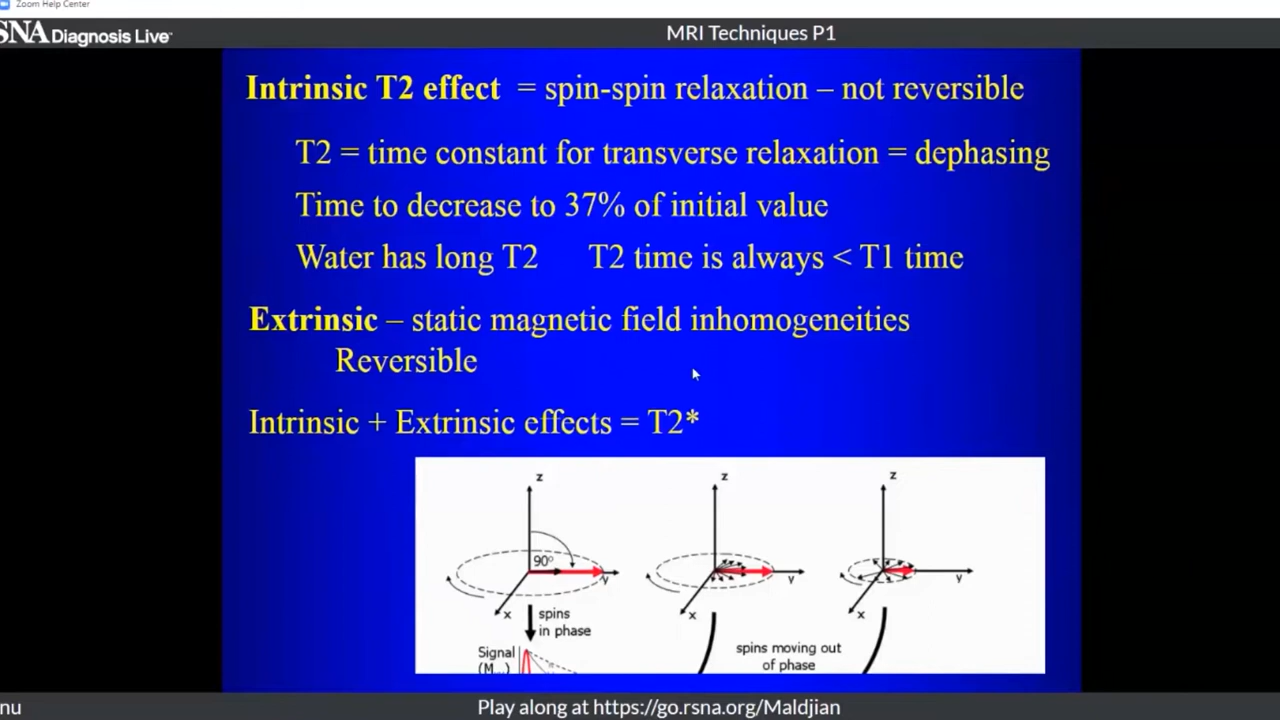 Zoom Help Center
SNA Diagnosis Live™
MRI Techniques P1
Intrinsic T2 effect = spin-spin relaxation – not reversible
T2 = time constant for transverse relaxation = dephasing
Time to decrease to 37% of initial value
Water has long T2 T2 time is always < T1 time
Extrinsic – static magnetic field inhomogeneities
Reversible
Intrinsic + Extrinsic effects = T2*
z z z
90°
y y y
x x x
spins
in phase
Signal
spins moving out
of phase
nu
Play along at https://go.rsna.org/Maldjian